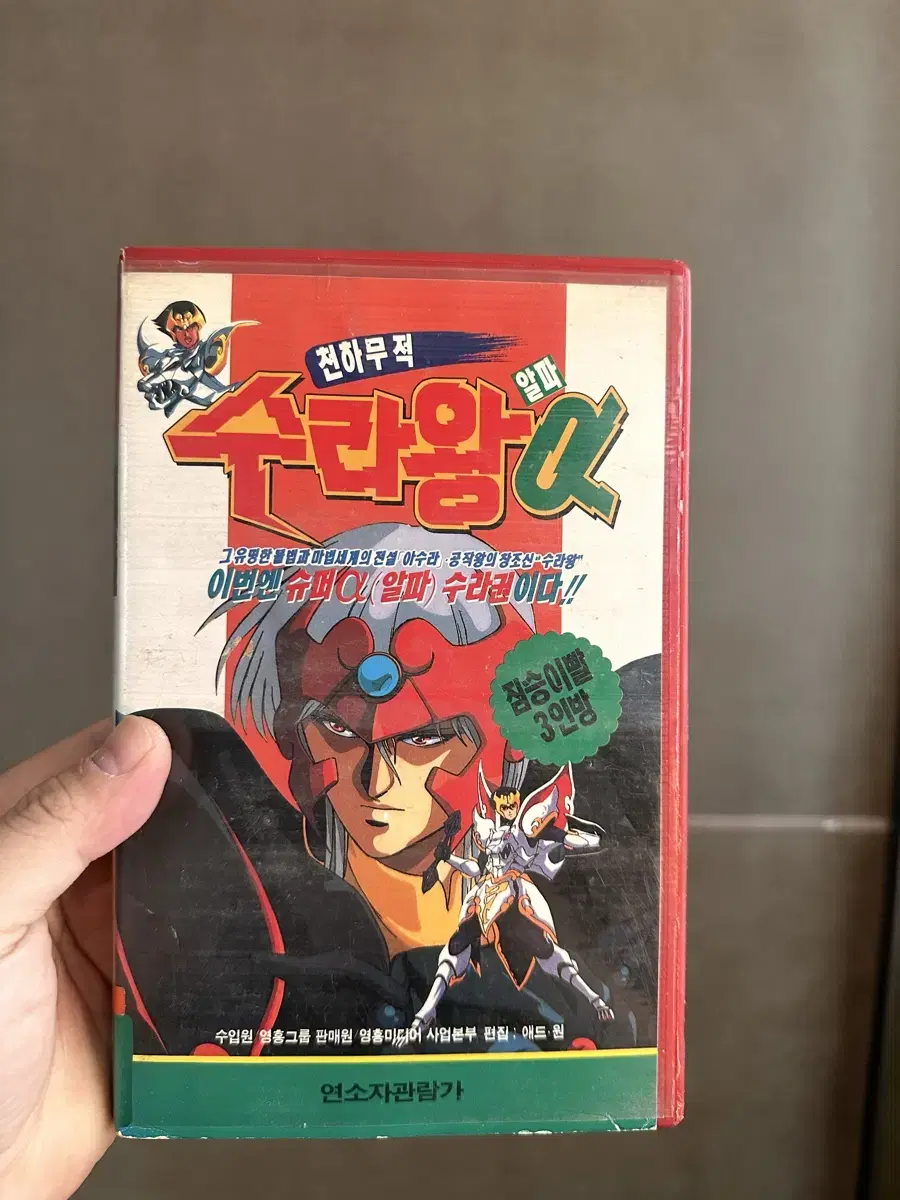 천하무적
알파
수라왕 α
그 유명한 불법과 마법세계의 전설 아수라·공작왕의 창조신 "수라왕"
이번엔 슈퍼α(알파) 수라권이다!!
짐승이빨
3인방
수입원 영흥그룹 판매원 영흥미디어 사업본부 편집 : 애드·원
연소자관람가